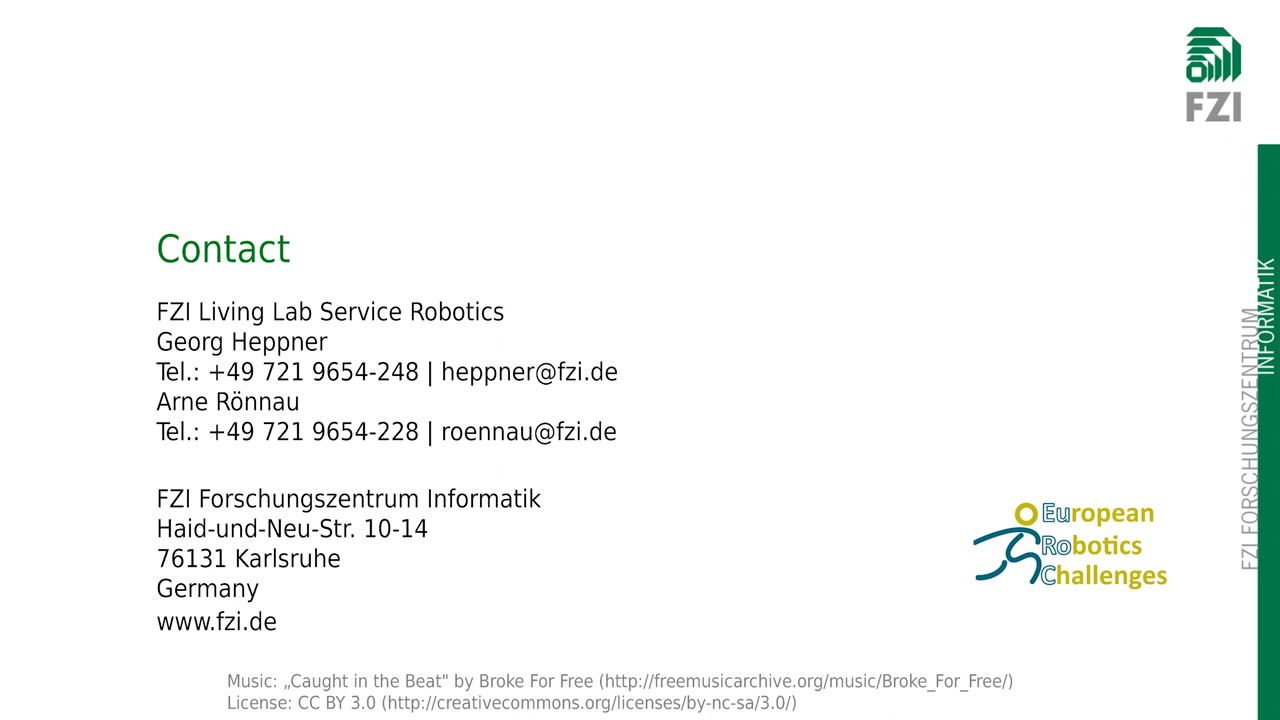 FZI
Contact
FZI Living Lab Service Robotics
Georg Heppner
Tel.: +49 721 9654-248 | heppner@fzi.de
Arne Rönnau
Tel.: +49 721 9654-228 | roennau@fzi.de
FZI Forschungszentrum Informatik
Haid-und-Neu-Str. 10-14
76131 Karlsruhe
Germany
www.fzi.de
European
Robotics
Challenges
FZI FORSCHUNGSZENTRUM
INFORMATIK
Music: „Caught in the Beat" by Broke For Free (http://freemusicarchive.org/music/Broke_For_Free/)
License: CC BY 3.0 (http://creativecommons.org/licenses/by-nc-sa/3.0/)